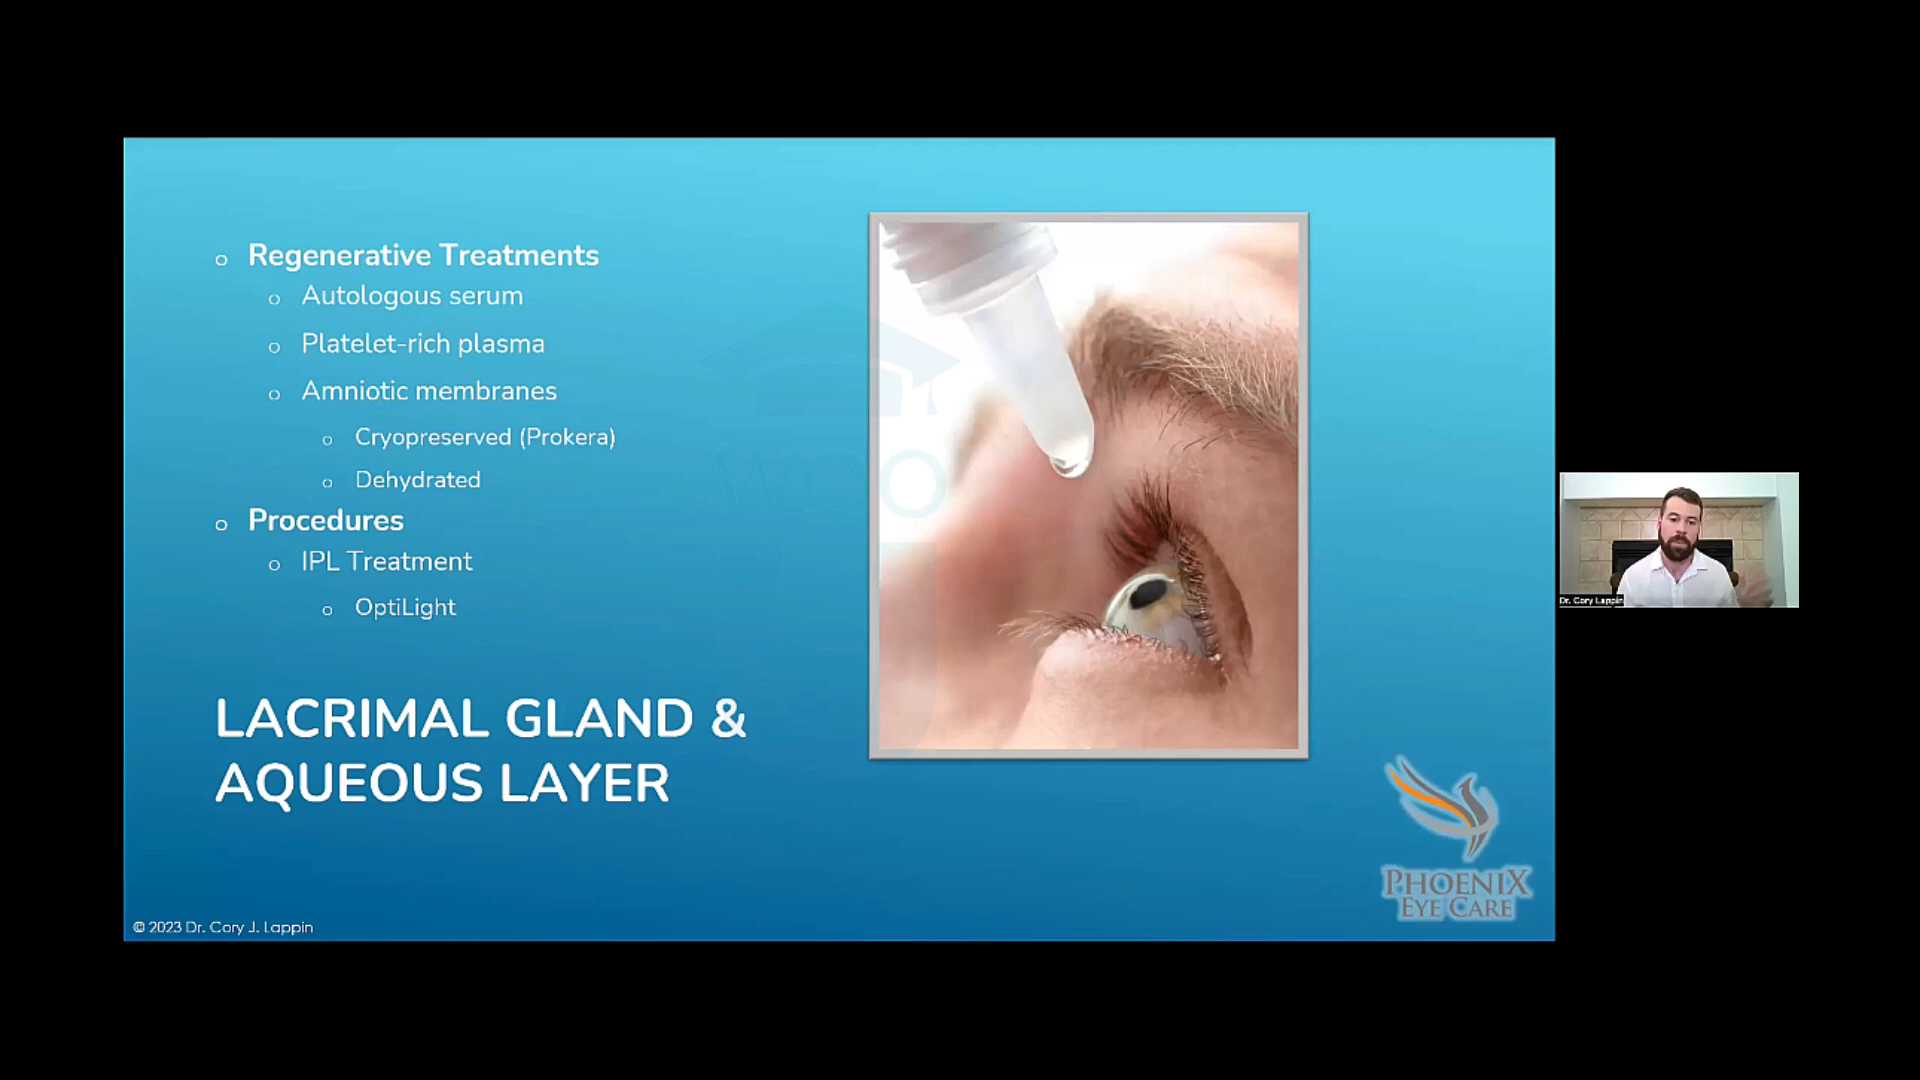 Regenerative Treatments
Autologous serum
Platelet-rich plasma
Amniotic membranes
Cryopreserved (Prokera)
Dehydrated
Procedures
IPL Treatment
OptiLight
LACRIMAL GLAND &
AQUEOUS LAYER
© 2023 Dr. Cory J. Lappin
PHOENIX
EYE CARE
Dr. Cory Lappin